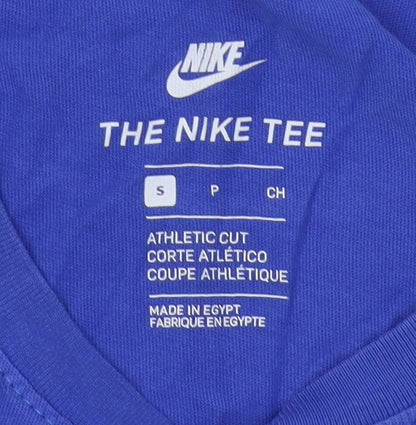 NIKE
THE NIKE TEE
S P CH
ATHLETIC CUT
CORTE ATLÉTICO
COUPE ATHLÉTIQUE
MADE IN EGYPT
FABRIQUE EN EGYPTE